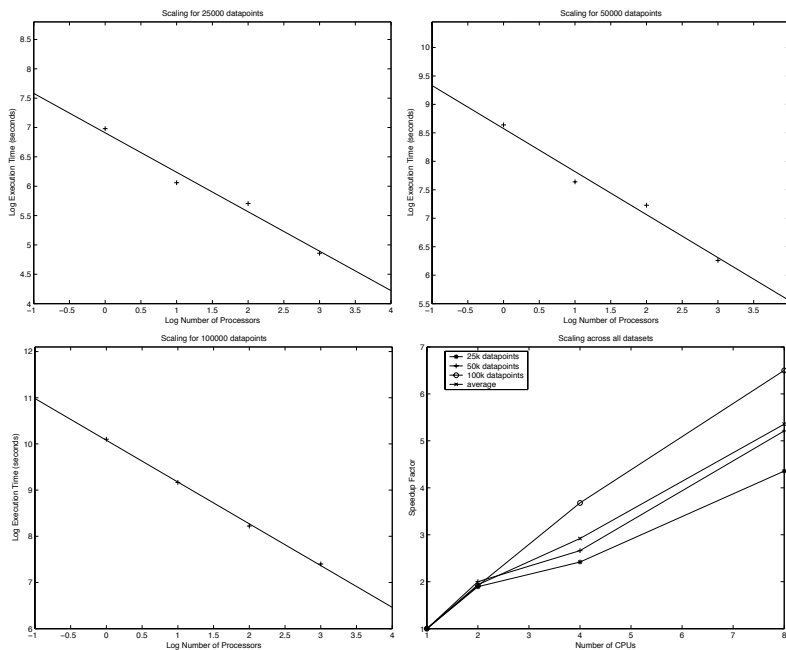 Scaling for 25000 datapoints
8.5
8
7.5
7
6.5
6
5.5
5
4.5
4
Log Execution Time (seconds)
−1 −0.5 0 0.5 1 1.5 2 2.5 3 3.5 4
Log Number of Processors
Scaling for 50000 datapoints
10
9.5
9
8.5
8
7.5
7
6.5
6
5.5
Log Execution Time (seconds)
−1 −0.5 0 0.5 1 1.5 2 2.5 3 3.5
Log Number of Processors
Scaling for 100000 datapoints
12
11
10
9
8
7
6
Log Execution Time (seconds)
−1 −0.5 0 0.5 1 1.5 2 2.5 3 3.5 4
Log Number of Processors
Scaling across all datasets
25k datapoints
50k datapoints
100k datapoints
average
7
6
5
4
3
2
1
Speedup Factor
1 2 3 4 5 6 7 8
Number of CPUs